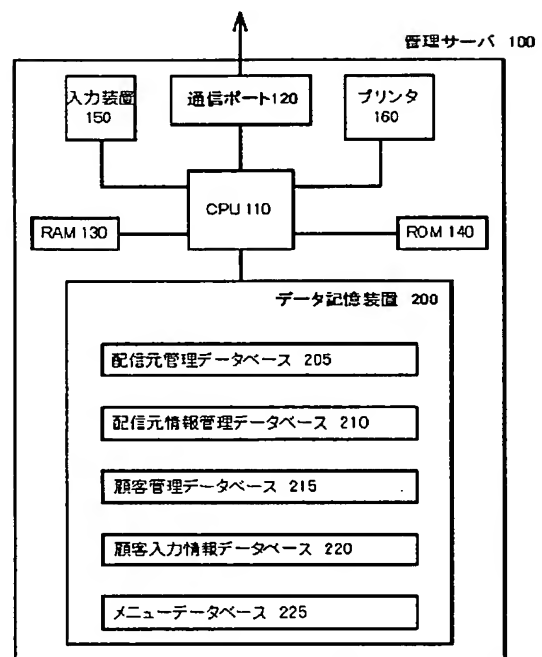 管理サーバ 100
入力装置
150
通信ポート120
プリンタ
160
CPU 110
RAM 130
ROM 140
データ記憶装置 200
配信元管理データベース 205
配信元情報管理データベース 210
顧客管理データベース 215
顧客入力情報データベース 220
メニューデータベース 225